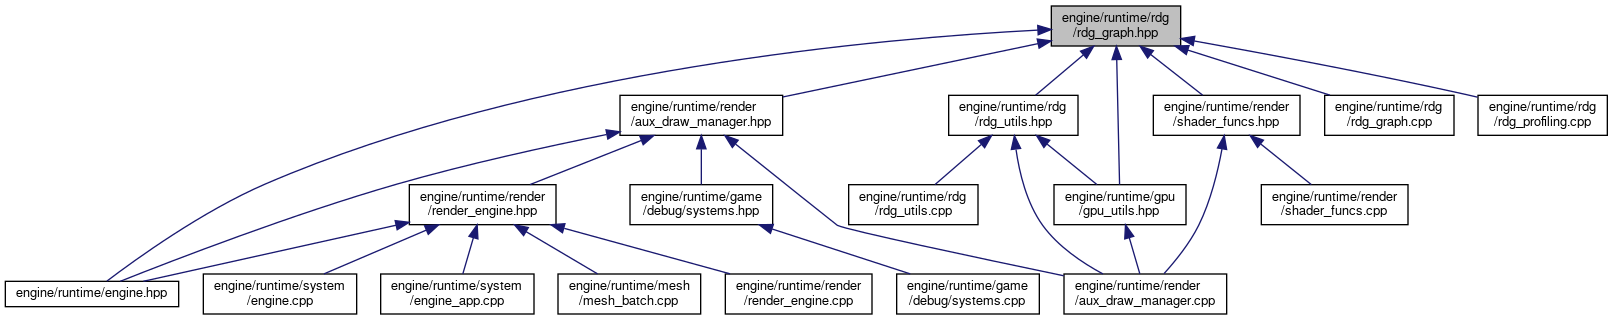 engine/runtime/rdg
/rdg_graph.hpp
engine/runtime/render
/aux_draw_manager.hpp
engine/runtime/rdg
/rdg_utils.hpp
engine/runtime/render
/shader_funcs.hpp
engine/runtime/rdg
/rdg_graph.cpp
engine/runtime/rdg
/rdg_profiling.cpp
engine/runtime/render
/render_engine.hpp
engine/runtime/game
/debug/systems.hpp
engine/runtime/rdg
/rdg_utils.cpp
engine/runtime/gpu
/gpu_utils.hpp
engine/runtime/render
/shader_funcs.cpp
engine/runtime/engine.hpp
engine/runtime/system
/engine.cpp
engine/runtime/system
/engine_app.cpp
engine/runtime/mesh
/mesh_batch.cpp
engine/runtime/render
/render_engine.cpp
engine/runtime/game
/debug/systems.cpp
engine/runtime/render
/aux_draw_manager.cpp